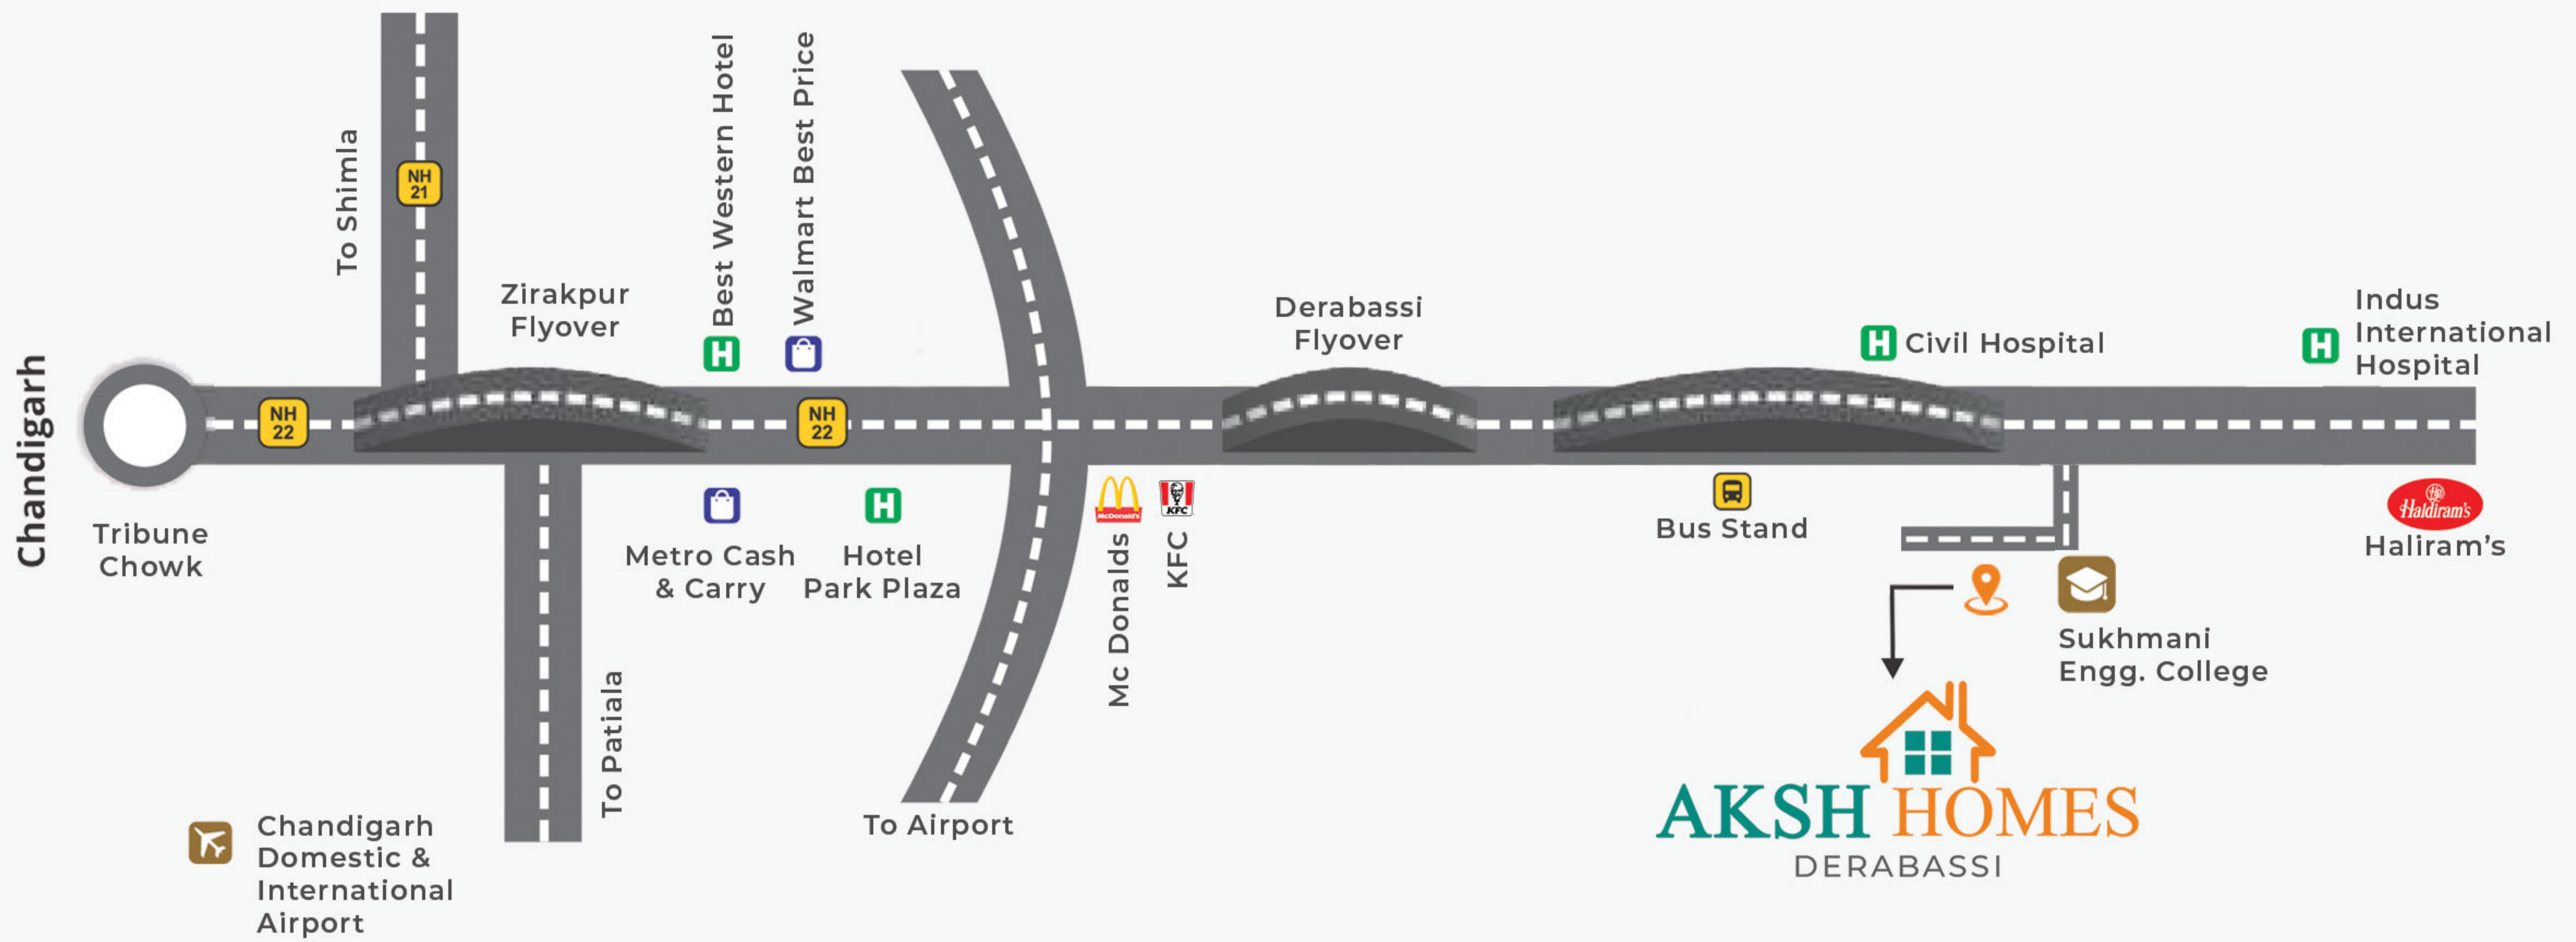 Chandigarh
Tribune
Chowk
NH
22
To Shimla
NH
21
Zirakpur
Flyover
Best Western Hotel
Walmart Best Price
NH
22
Metro Cash
& Carry
Hotel
Park Plaza
To Patiala
Chandigarh
Domestic &
International
Airport
To Airport
McDonald's
Mc Donalds
KFC
KFC
Derabassi
Flyover
Bus Stand
H
Civil Hospital
H
Indus
International
Hospital
H
H
Haldiram's
Haliram's
Sukhmani
Engg. College
AKSH HOMES
DERABASSI